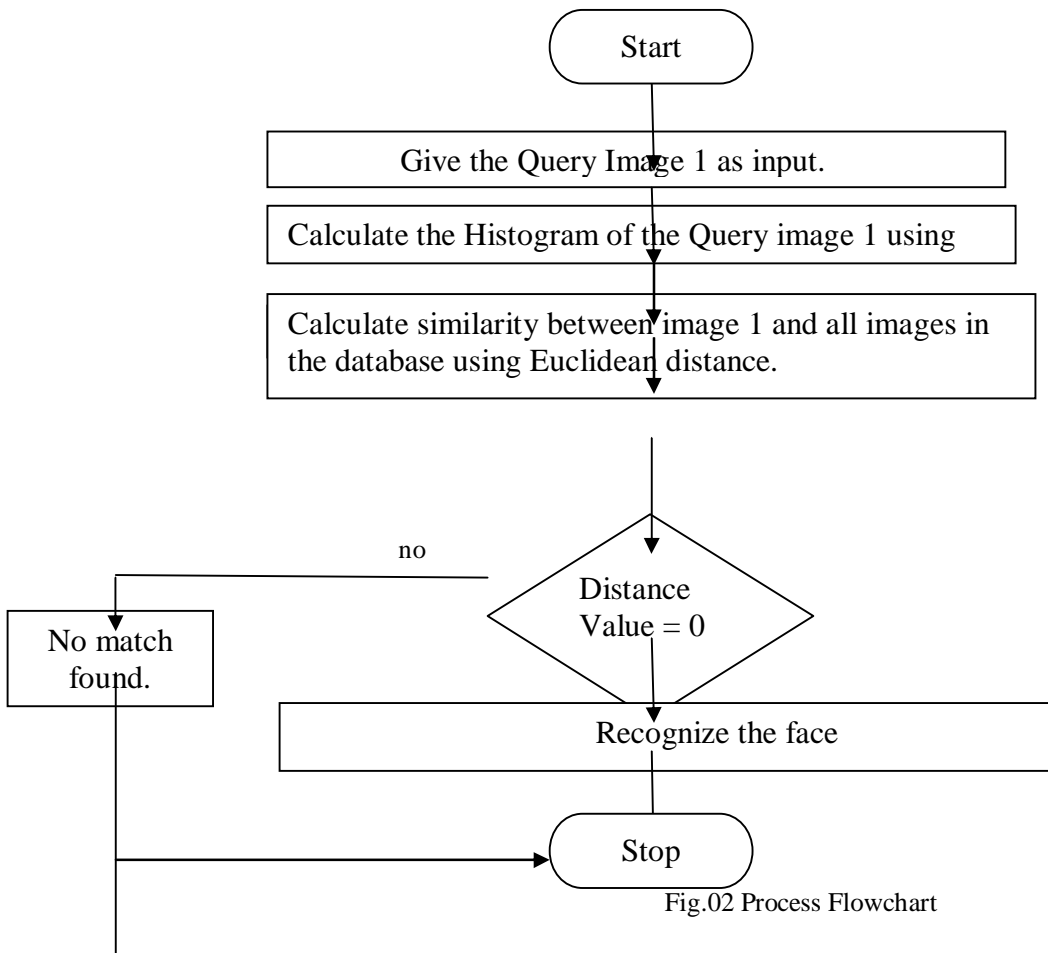 Start
Give the Query Image 1 as input.
Calculate the Histogram of the Query image 1 using
Calculate similarity between image 1 and all images in
the database using Euclidean distance.
no
Distance
Value = 0
No match
found.
Recognize the face
Stop
Fig.02 Process Flowchart